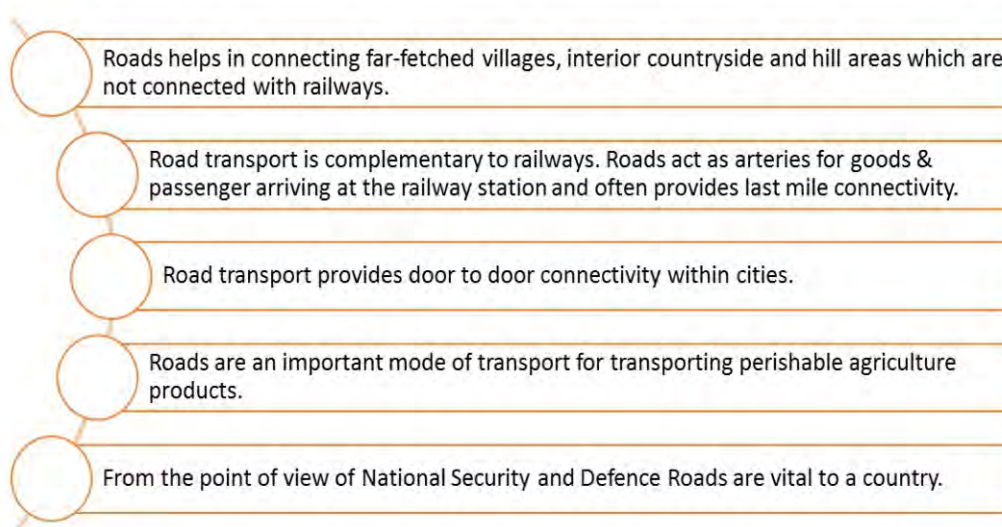 Roads helps in connecting far-fetched villages, interior countryside and hill areas which are
not connected with railways.
Road transport is complementary to railways. Roads act as arteries for goods &
passenger arriving at the railway station and often provides last mile connectivity.
Road transport provides door to door connectivity within cities.
Roads are an important mode of transport for transporting perishable agriculture
products.
From the point of view of National Security and Defence Roads are vital to a country.